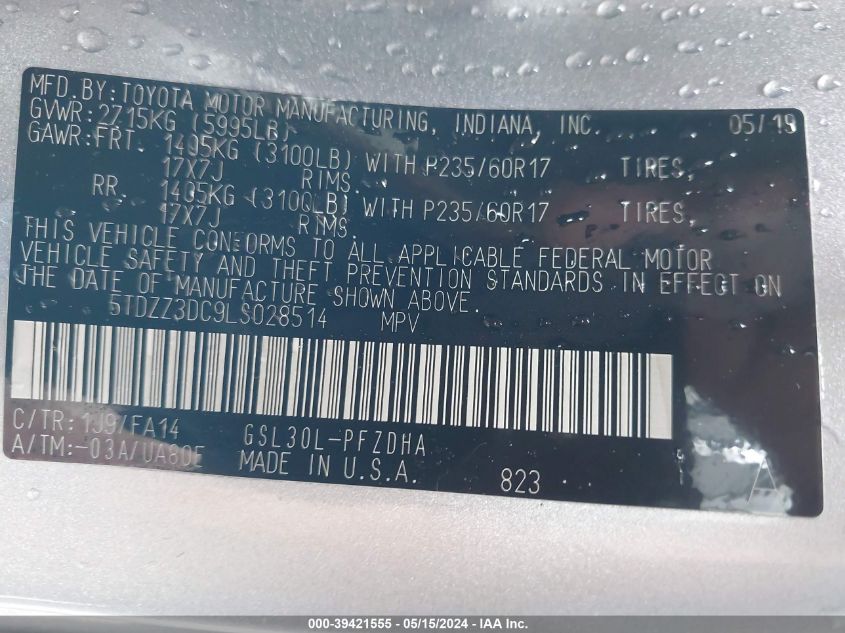 MFD.BY:TOYOTA MOTOR MANUFACTURING, INDIANA, INC. 05/19
GVWR:2715KG (5995LB)
GAWR:FRT. 1405KG (3100LB) WITH P235/60R17 TIRES,
17X7J RIMS.
RR. 1405KG (3100LB) WITH P235/60R17 TIRES,
17X7J RIMS.
THIS VEHICLE CONFORMS TO ALL APPLICABLE FEDERAL MOTOR
VEHICLE SAFETY AND THEFT PREVENTION STANDARDS IN EFFECT ON
THE DATE OF MANUFACTURE SHOWN ABOVE.
5TDZZ3DC9LS028514 MPV
C/TR: 1J9/FA14 GSL30L-PFZDHA
A/TM:-03A/UA80E MADE IN U.S.A. 823 A
000-39421555 - 05/15/2024 - IAA Inc.